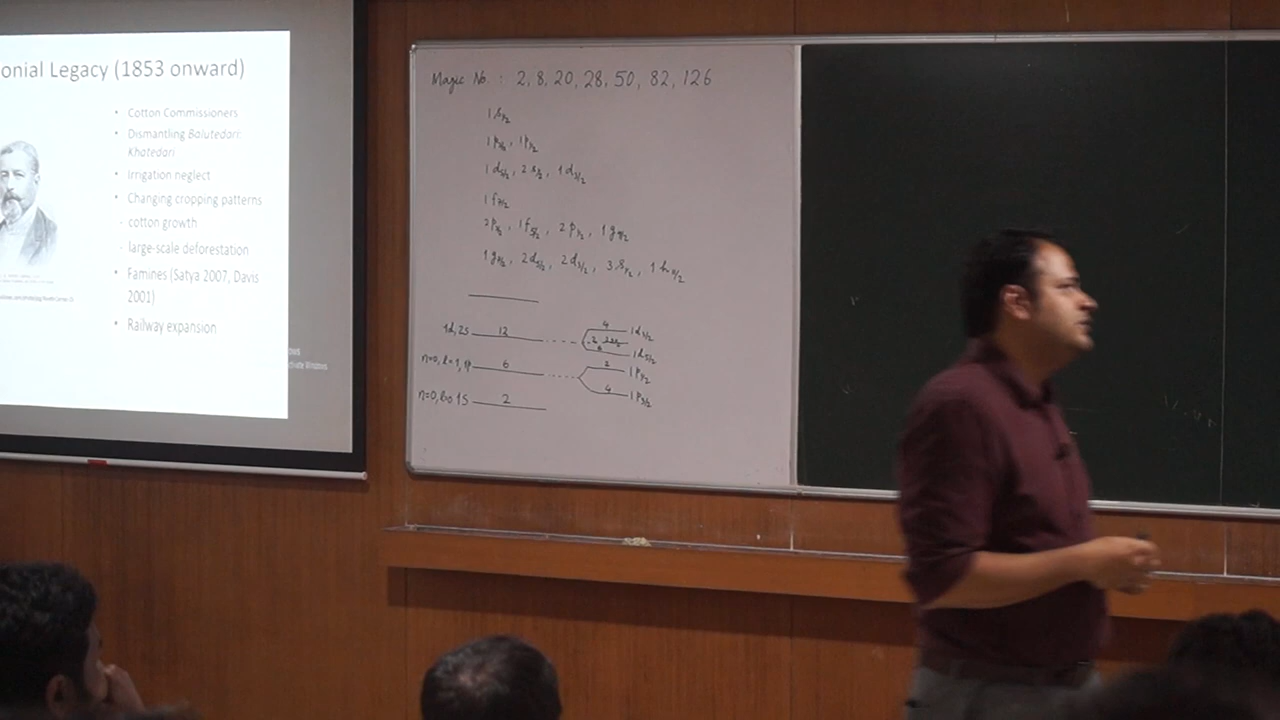 onial Legacy (1853 onward)
• Cotton Commissioners
• Dismantling Balutedari;
Khatedari
• Irrigation neglect
• Changing cropping patterns
- cotton growth
- large-scale deforestation
• Famines (Satya 2007, Davis
2001)
• Railway expansion
Magic No. : 2, 8, 20, 28, 50, 82, 126
1s1/2
1p3/2, 1p1/2
1d5/2, 2s1/2, 1d3/2
1f7/2
2p3/2, 1f5/2, 2p1/2, 1g9/2
1g7/2, 2d5/2, 2d3/2, 3s1/2, 1h11/2
1d, 2s 12 4 1d3/2
1d5/2
n=0, l=1, 1p 6 2 1p1/2
4 1p3/2
n=0, l=0 1s 2